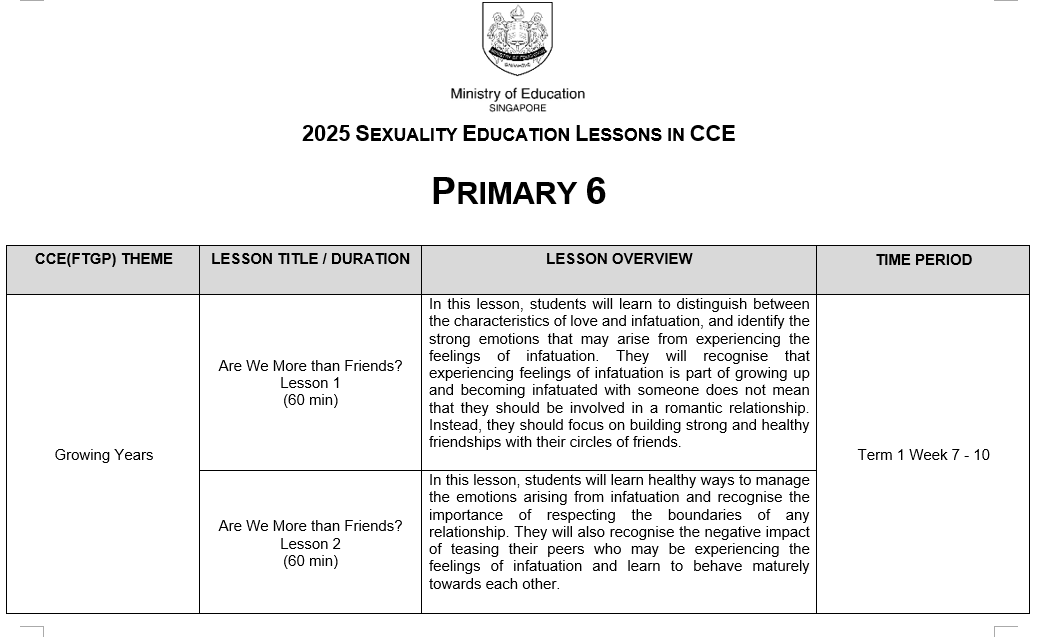 Ministry of Education
SINGAPORE
2025 SEXUALITY EDUCATION LESSONS IN CCE
PRIMARY 6
CCE(FTGP) THEME
LESSON TITLE / DURATION
LESSON OVERVIEW
TIME PERIOD
Growing Years
Are We More than Friends?
Lesson 1
(60 min)
In this lesson, students will learn to distinguish between
the characteristics of love and infatuation, and identify the
strong emotions that may arise from experiencing the
feelings of infatuation. They will recognise that
experiencing feelings of infatuation is part of growing up
and becoming infatuated with someone does not mean
that they should be involved in a romantic relationship.
Instead, they should focus on building strong and healthy
friendships with their circles of friends.
Term 1 Week 7 - 10
Are We More than Friends?
Lesson 2
(60 min)
In this lesson, students will learn healthy ways to manage
the emotions arising from infatuation and recognise the
importance of respecting the boundaries of any
relationship. They will also recognise the negative impact
of teasing their peers who may be experiencing the
feelings of infatuation and learn to behave maturely
towards each other.